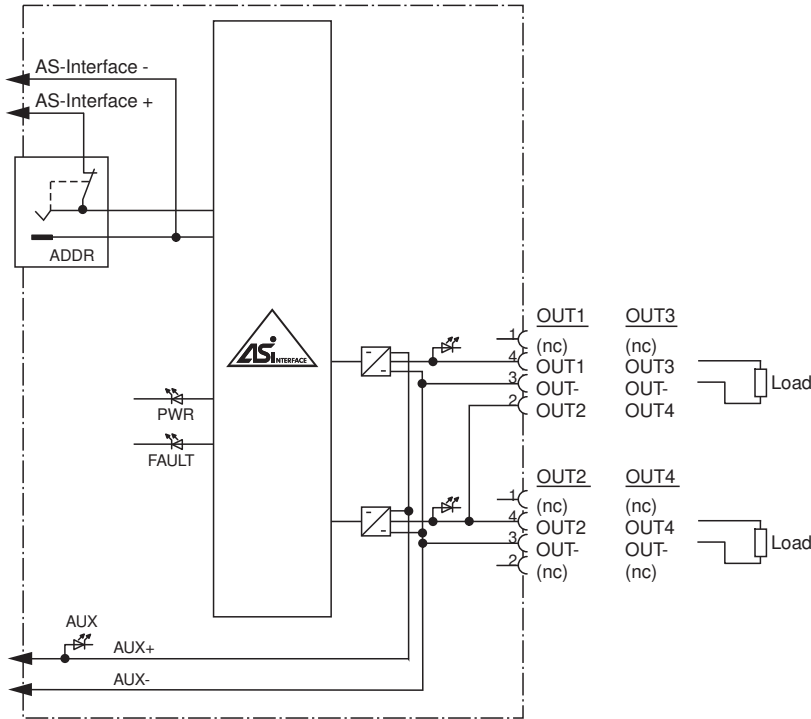 AS-Interface -
AS-Interface +
ADDR
ASi INTERFACE
PWR
FAULT
AUX
AUX+
AUX-
OUT1 OUT3
1 (nc) (nc)
4 OUT1 OUT3
3 OUT- OUT-
2 OUT2 OUT4
Load
OUT2 OUT4
1 (nc) (nc)
4 OUT2 OUT4
3 OUT- OUT-
2 (nc) (nc)
Load